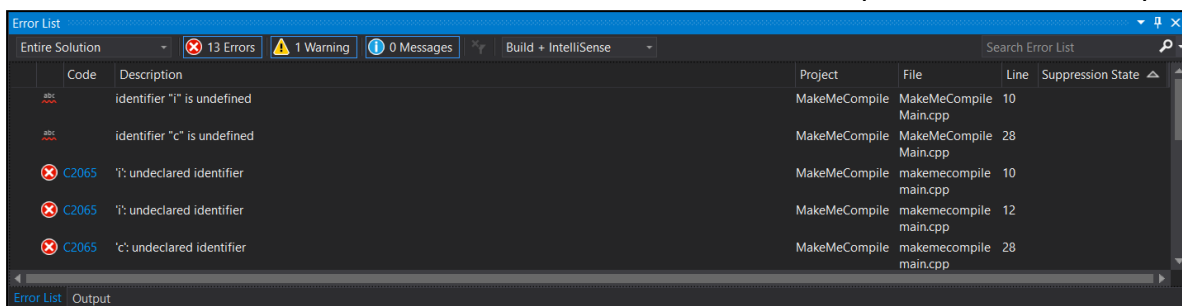 Error List
Entire Solution 13 Errors 1 Warning 0 Messages Build + IntelliSense Search Error List
Code Description Project File Line Suppression State
abc identifier "i" is undefined MakeMeCompile MakeMeCompile 10
Main.cpp
abc identifier "c" is undefined MakeMeCompile MakeMeCompile 28
Main.cpp
C2065 'i': undeclared identifier MakeMeCompile makemecompile 10
main.cpp
C2065 'i': undeclared identifier MakeMeCompile makemecompile 12
main.cpp
C2065 'c': undeclared identifier MakeMeCompile makemecompile 28
main.cpp
Error List Output